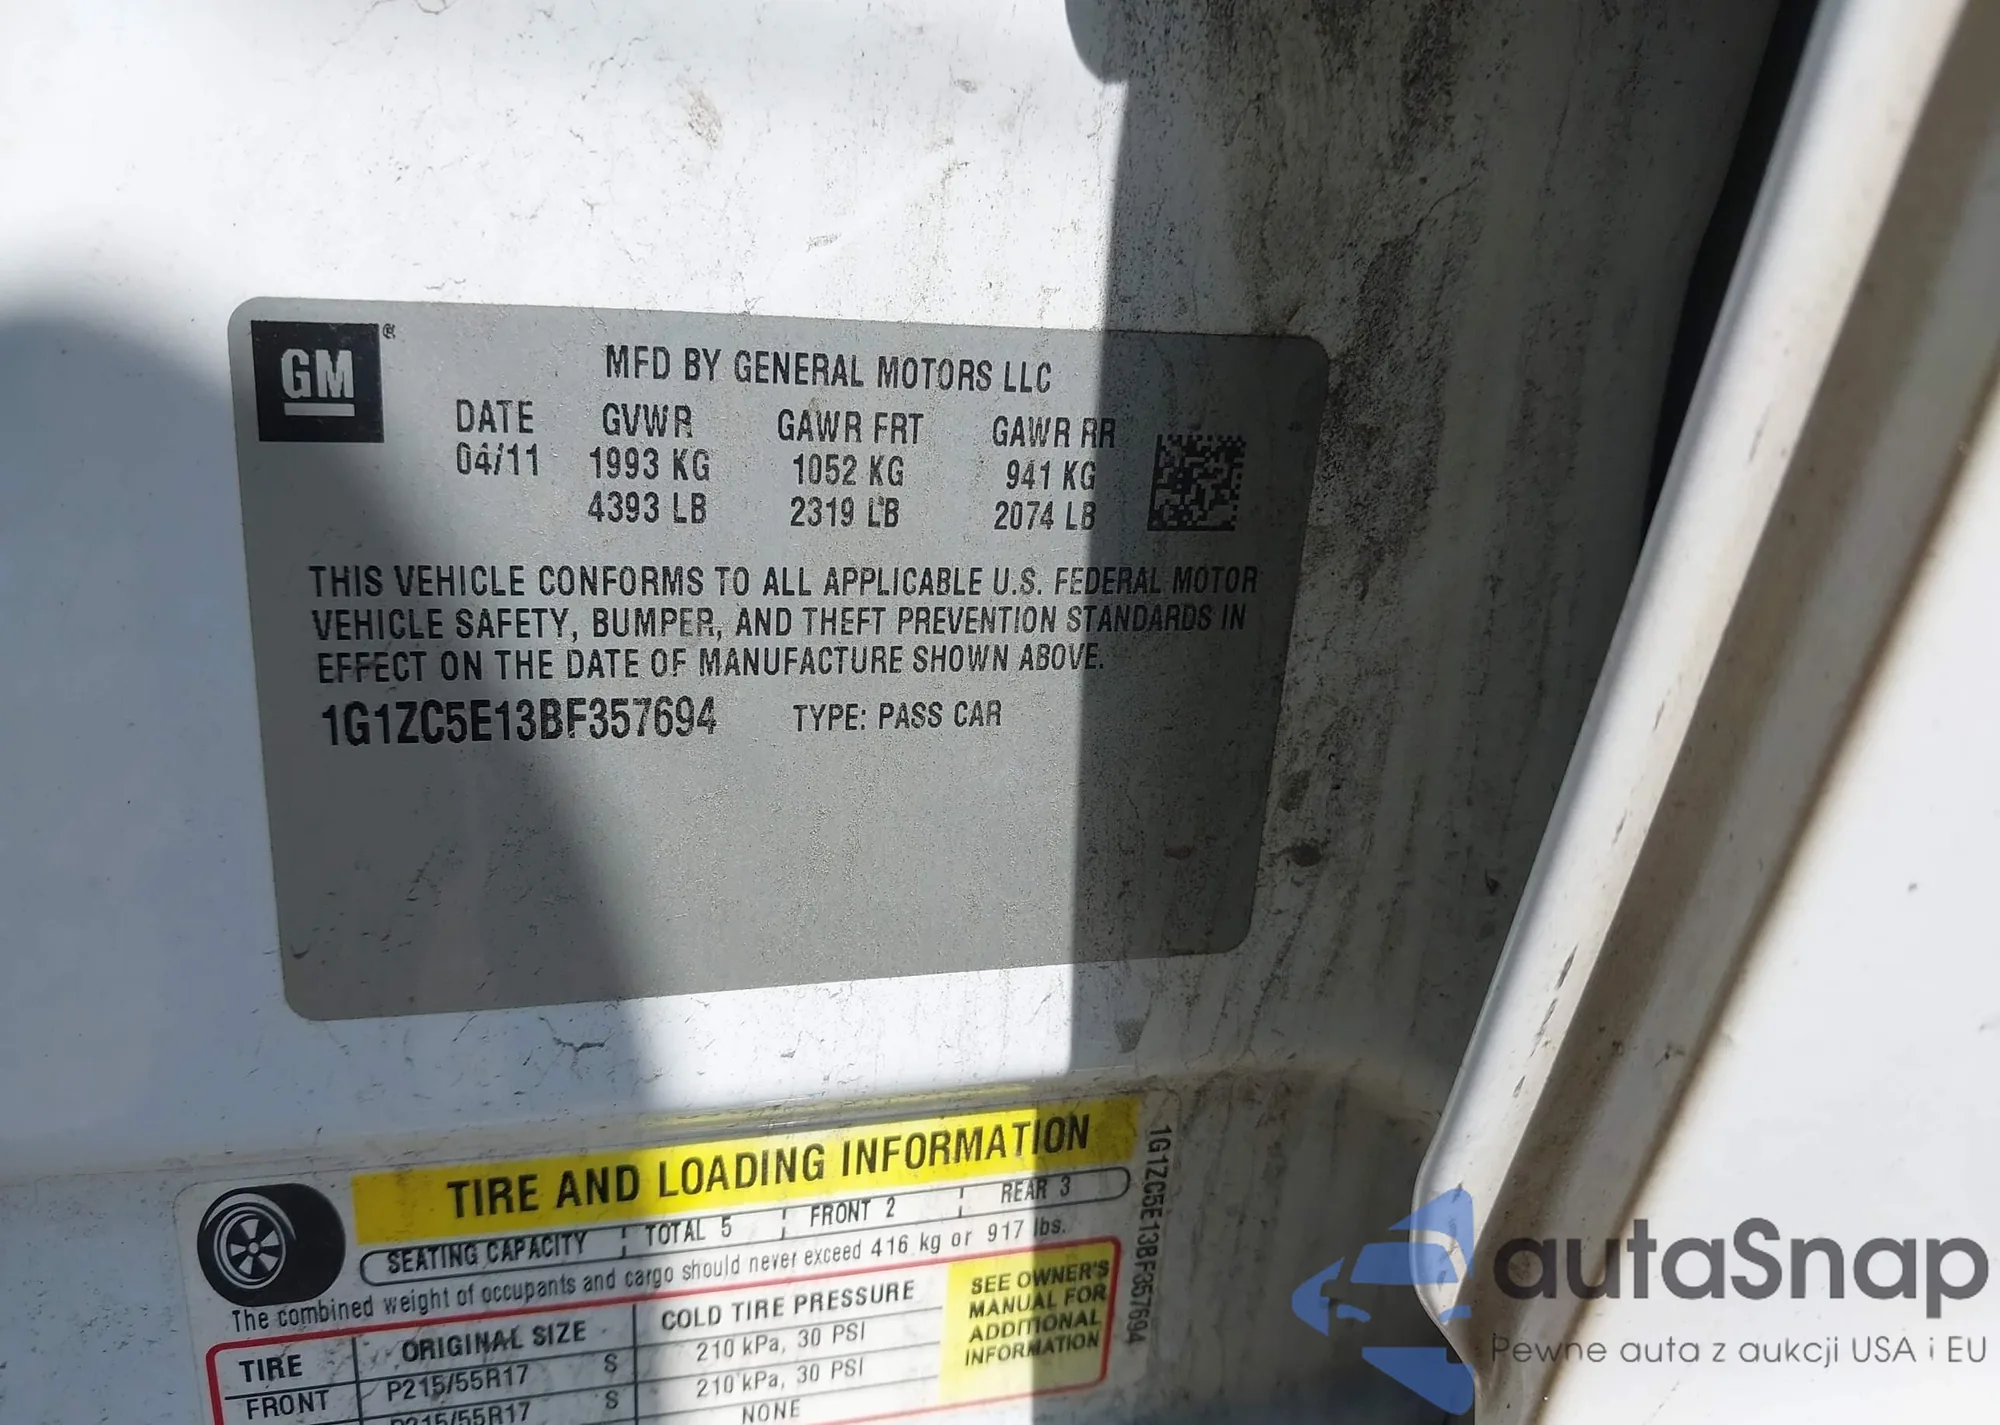 GM
MFD BY GENERAL MOTORS LLC
DATE GVWR GAWR FRT GAWR RR
04/11 1993 KG 1052 KG 941 KG
4393 LB 2319 LB 2074 LB
THIS VEHICLE CONFORMS TO ALL APPLICABLE U.S. FEDERAL MOTOR
VEHICLE SAFETY, BUMPER, AND THEFT PREVENTION STANDARDS IN
EFFECT ON THE DATE OF MANUFACTURE SHOWN ABOVE.
1G1ZC5E13BF357694 TYPE: PASS CAR
TIRE AND LOADING INFORMATION
SEATING CAPACITY TOTAL 5 FRONT 2 REAR 3
The combined weight of occupants and cargo should never exceed 416 kg or 917 lbs.
TIRE ORIGINAL SIZE COLD TIRE PRESSURE
FRONT P215/55R17 S 210 kPa, 30 PSI
P215/55R17 S 210 kPa, 30 PSI
NONE
SEE OWNER'S
MANUAL FOR
ADDITIONAL
INFORMATION
1G1ZC5E13BF357694
autaSnap
Pewne auta z aukcji USA i EU